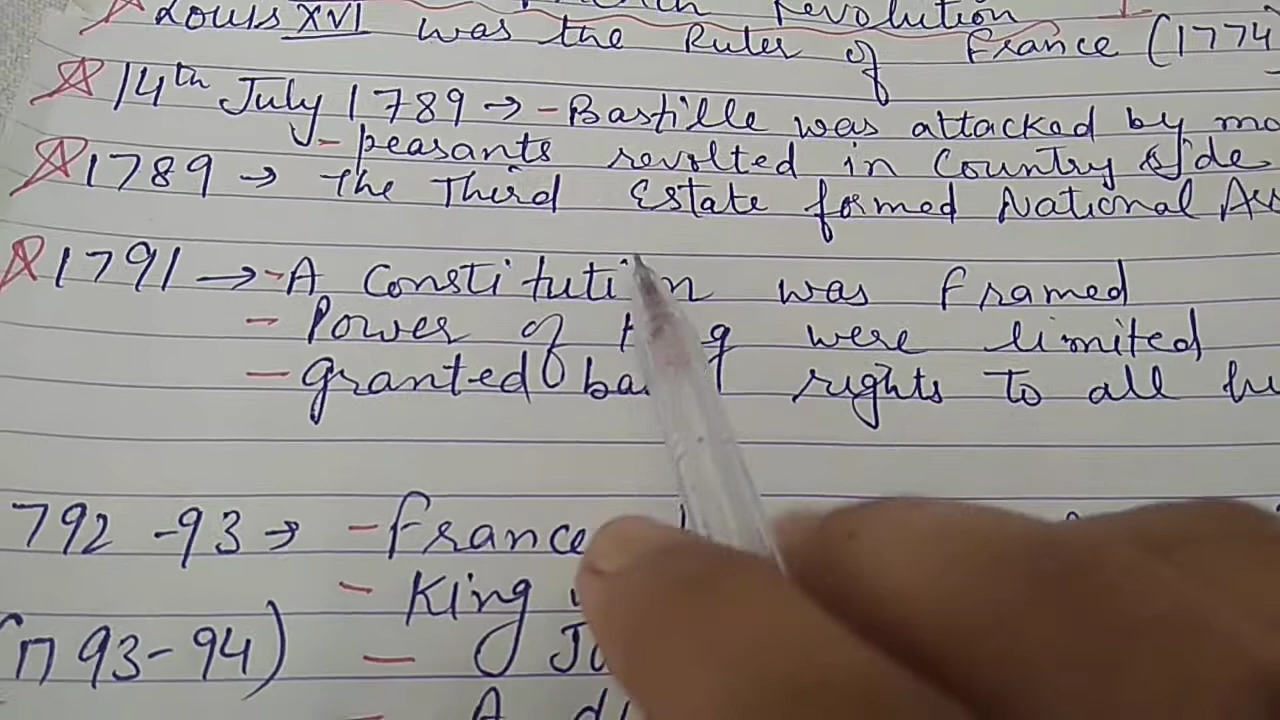 Revolution
Louis XVI was the Ruler of France (1774
14th July 1789 → - Bastille was attacked by
- peasants revolted in Country side
1789 → The Third Estate formed National
1791 → - A Constitution was framed
- Power of were limited
- granted rights to all
792 -93 → - France
- King
(1793-94) -
- A